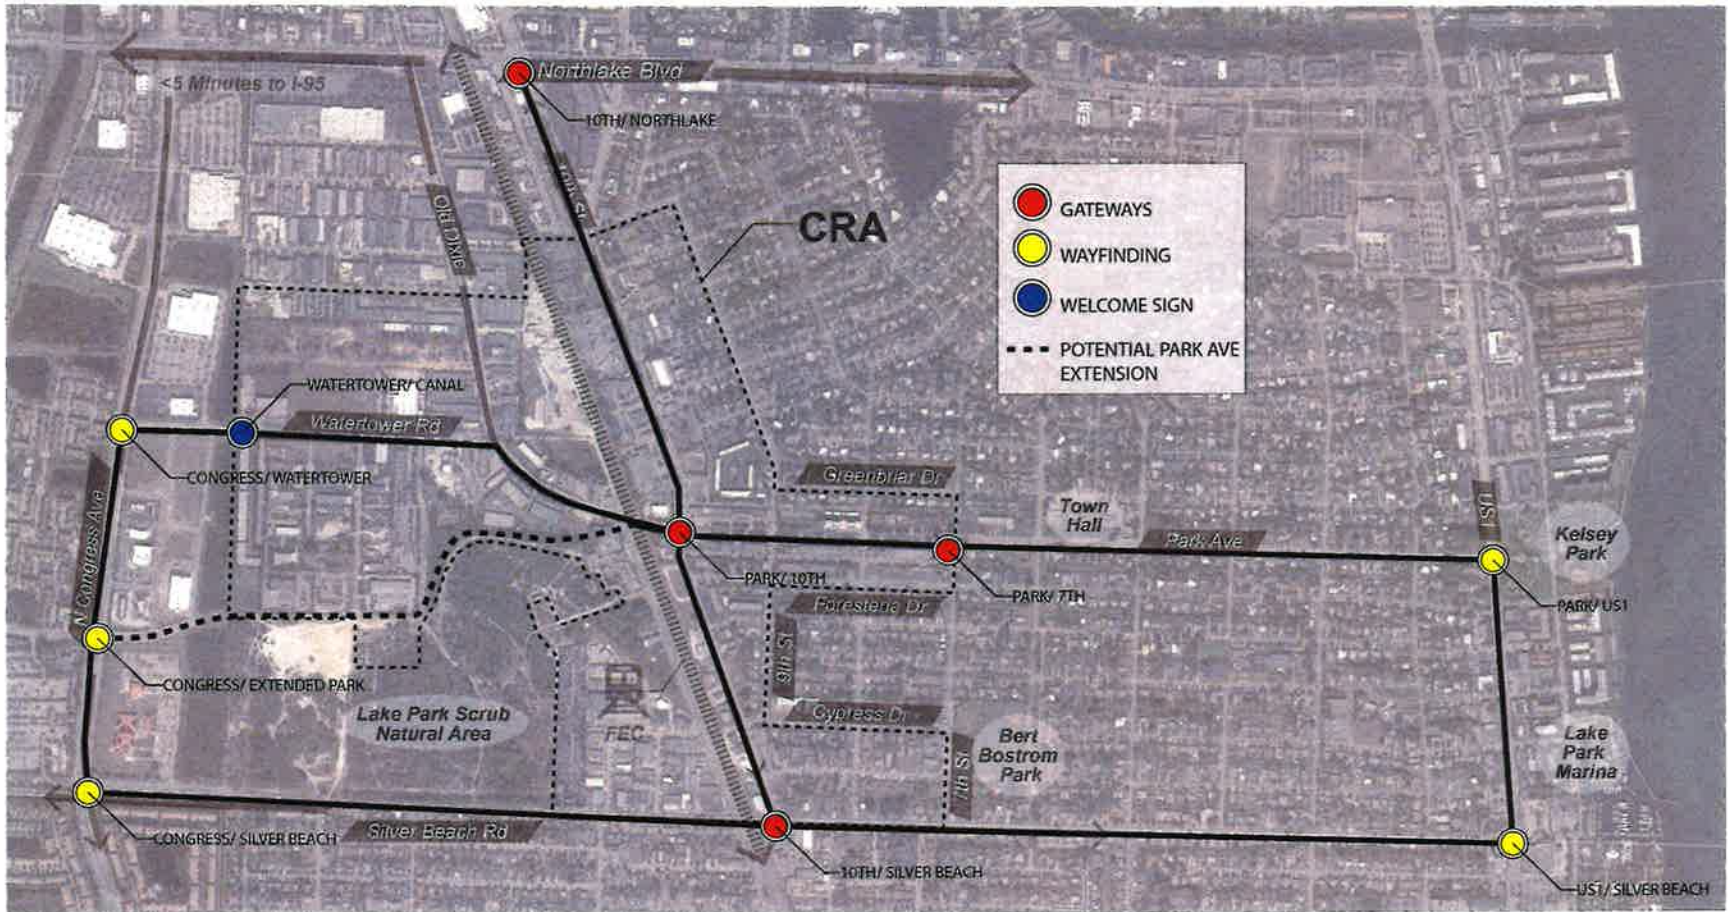 Northlake Blvd
<5 Minutes to I-95
10TH/ NORTHLAKE
10th St
Old Dixie
CRA
GATEWAYS
WAYFINDING
WELCOME SIGN
POTENTIAL PARK AVE
EXTENSION
WATERTOWER/ CANAL
Watertower Rd
CONGRESS/ WATERTOWER
N Congress Ave
Greenbriar Dr
Town
Hall
US1
Kelsey
Park
Park Ave
PARK/ 10TH
PARK/ 7TH
PARK/ US1
Foresteria Dr
9th St
CONGRESS/ EXTENDED PARK
Lake Park Scrub
Natural Area
FEC
Cypress Dr
7th St
Bert
Bostrom
Park
Lake
Park
Marina
CONGRESS/ SILVER BEACH
Silver Beach Rd
10TH/ SILVER BEACH
US1/ SILVER BEACH